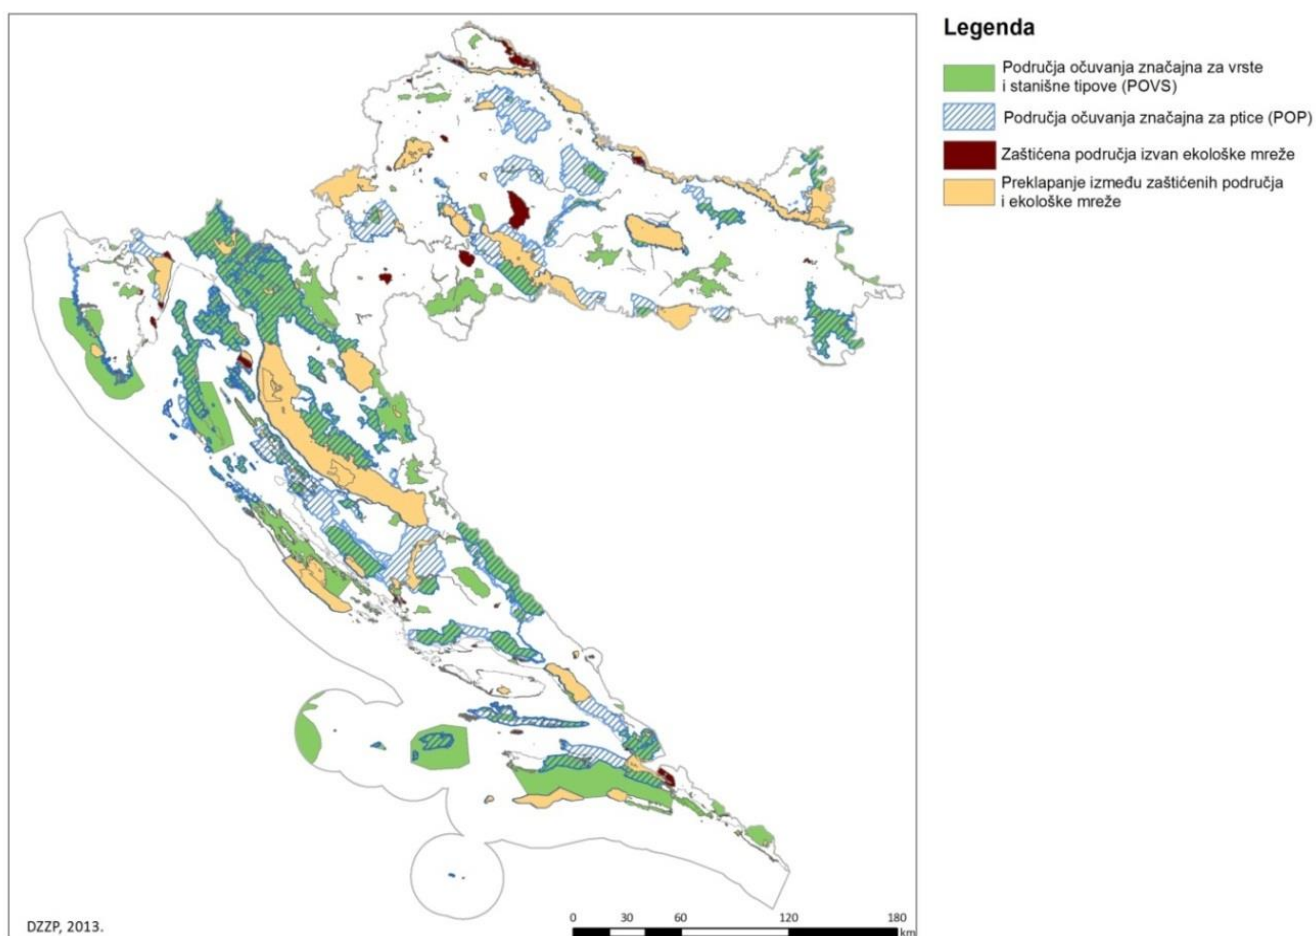 Legenda
Područja očuvanja značajna za vrste
i stanišne tipove (POVS)
Područja očuvanja značajna za ptice (POP)
Zaštićena područja izvan ekološke mreže
Preklapanje između zaštićenih područja
i ekološke mreže
DZZP, 2013.
0 30 60 120 180
km